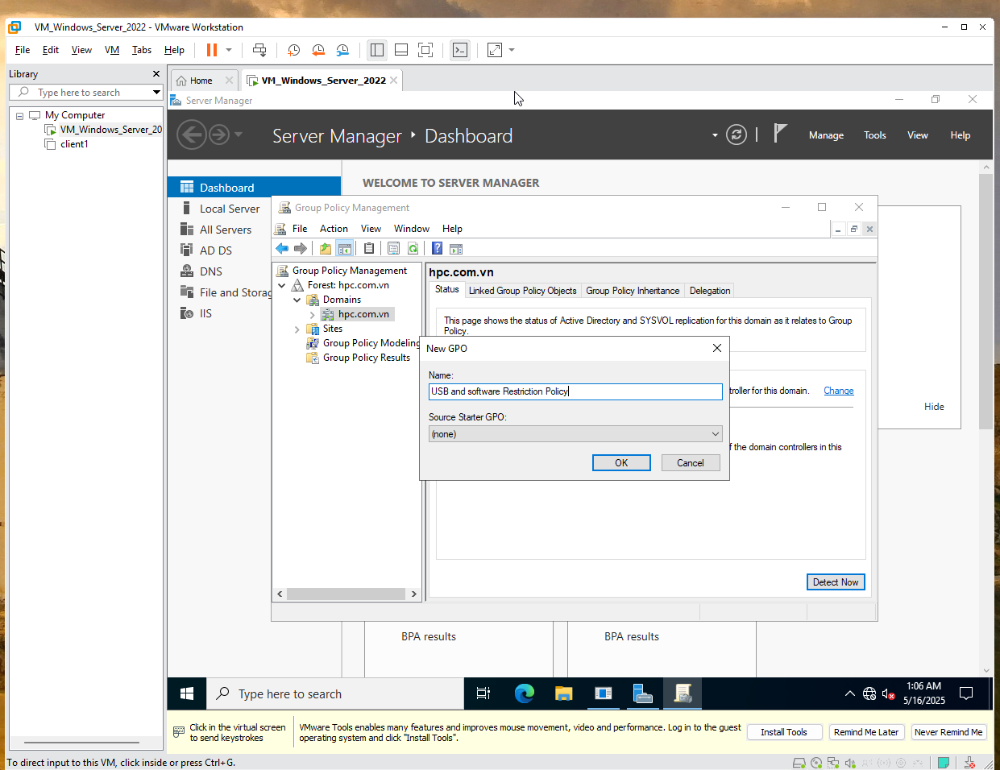 VM_Windows_Server_2022 - VMware Workstation
File Edit View VM Tabs Help
Library
Type here to search
My Computer
VM_Windows_Server_20
client1
Home
VM_Windows_Server_2022
Server Manager
Server Manager Dashboard
Manage Tools View Help
Dashboard
Local Server
All Servers
AD DS
DNS
File and Storag
IIS
WELCOME TO SERVER MANAGER
Group Policy Management
File Action View Window Help
Group Policy Management
Forest: hpc.com.vn
Domains
hpc.com.vn
Sites
Group Policy Modeling
Group Policy Results
hpc.com.vn
Status Linked Group Policy Objects Group Policy Inheritance Delegation
This page shows the status of Active Directory and SYSVOL replication for this domain as it relates to Group
Policy.
troller for this domain. Change
f the domain controllers in this
Detect Now
New GPO
Name:
USB and software Restriction Policy
Source Starter GPO:
(none)
OK Cancel
Hide
BPA results
BPA results
Type here to search
1:06 AM
5/16/2025
Click in the virtual screen
to send keystrokes
VMware Tools enables many features and improves mouse movement, video and performance. Log in to the guest
operating system and click "Install Tools".
Install Tools
Remind Me Later
Never Remind Me
To direct input to this VM, click inside or press Ctrl+G.